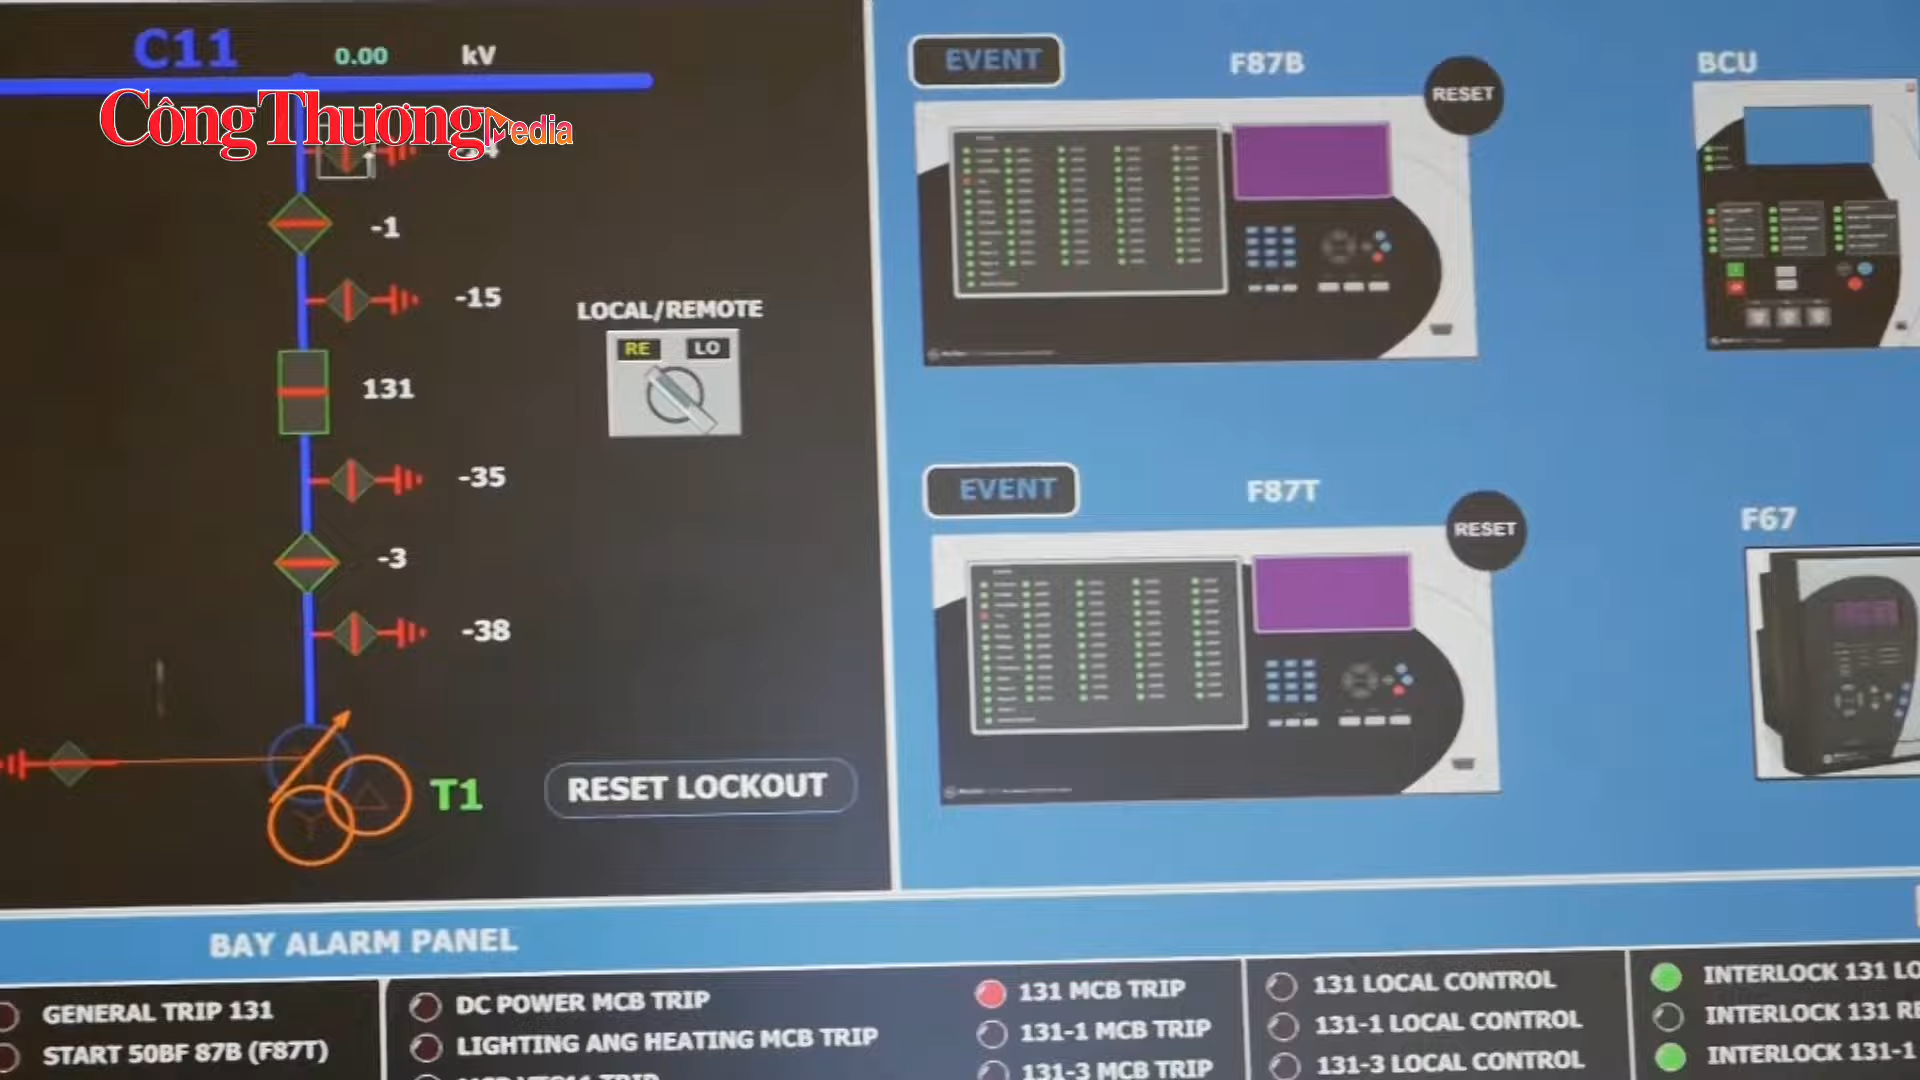 C11 0.00 kV
Công Thương Media
-1
-15
LOCAL/REMOTE
RE LO
131
-35
-3
-38
T1
RESET LOCKOUT
EVENT F87B RESET
BCU
EVENT F87T RESET
F67
BAY ALARM PANEL
GENERAL TRIP 131
START 50BF 87B (F87T)
DC POWER MCB TRIP
LIGHTING ANG HEATING MCB TRIP
131 MCB TRIP
131-1 MCB TRIP
131-3 MCB TRIP
131 LOCAL CONTROL
131-1 LOCAL CONTROL
131-3 LOCAL CONTROL
INTERLOCK 131 LO
INTERLOCK 131 RE
INTERLOCK 131-1